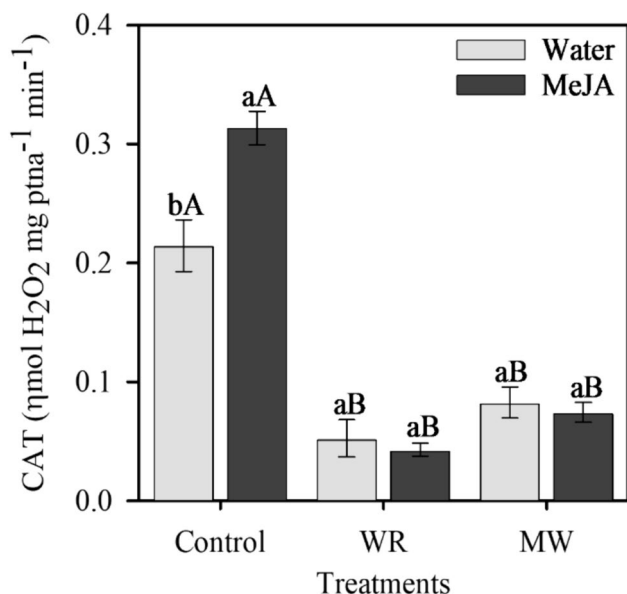 CAT (ηmol H₂O₂ mg ptna⁻¹ min⁻¹)
0.4
0.3
0.2
0.1
0.0
Water
MeJA
bA
aA
aB
aB
aB
aB
Control
WR
MW
Treatments